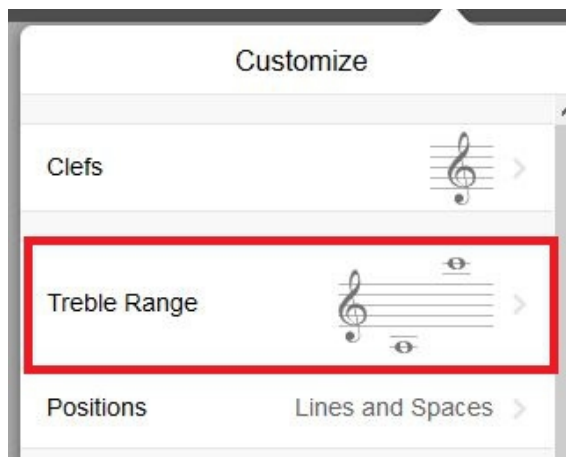 Customize
Clefs
Treble Range
Positions Lines and Spaces